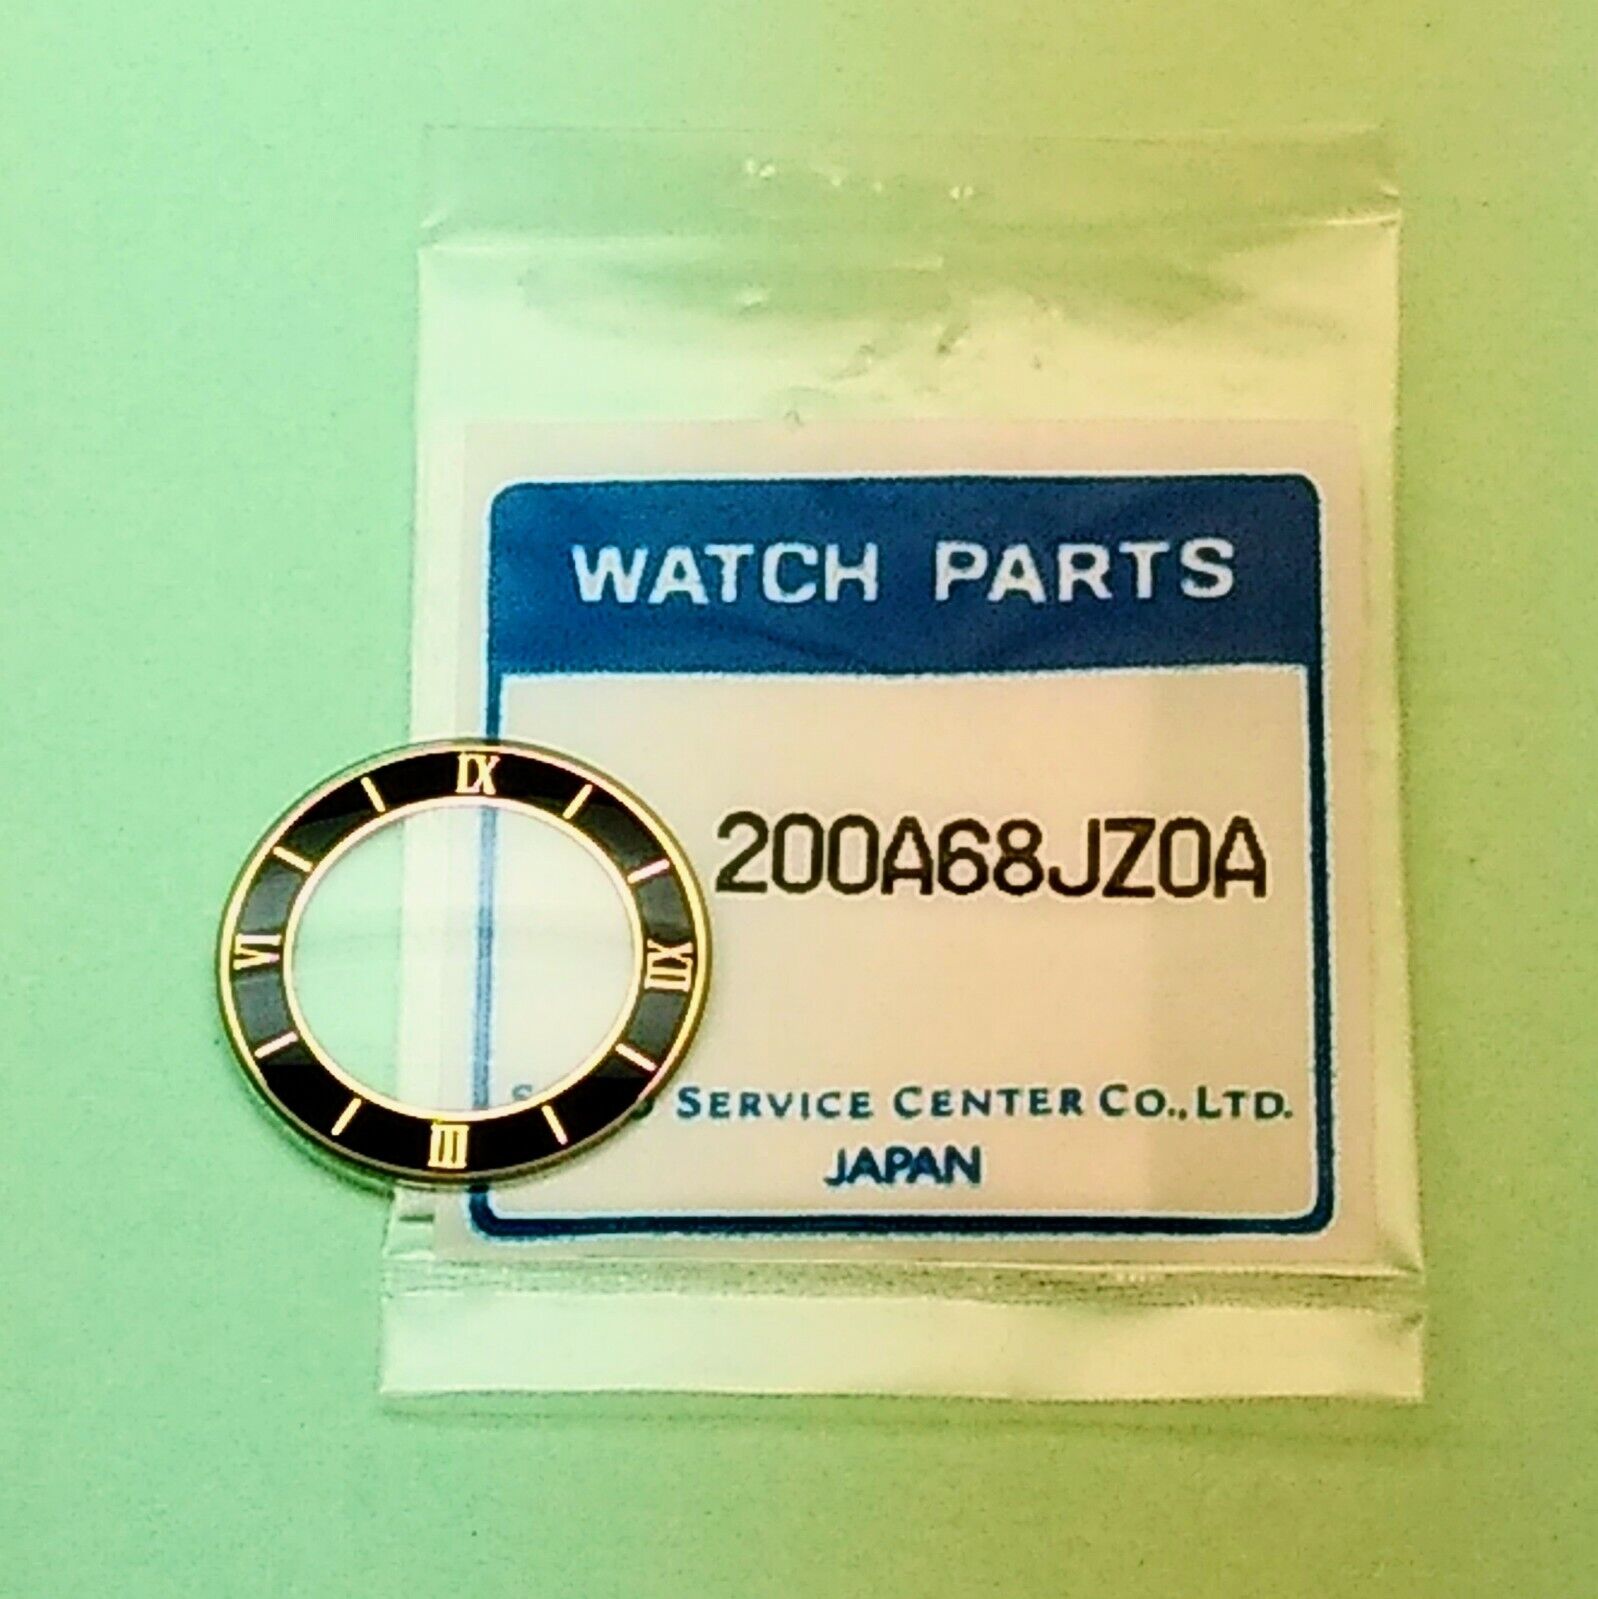 WATCH PARTS
200A68JZ0A
SERVICE CENTER CO., LTD.
JAPAN
IX
VI
XII
III